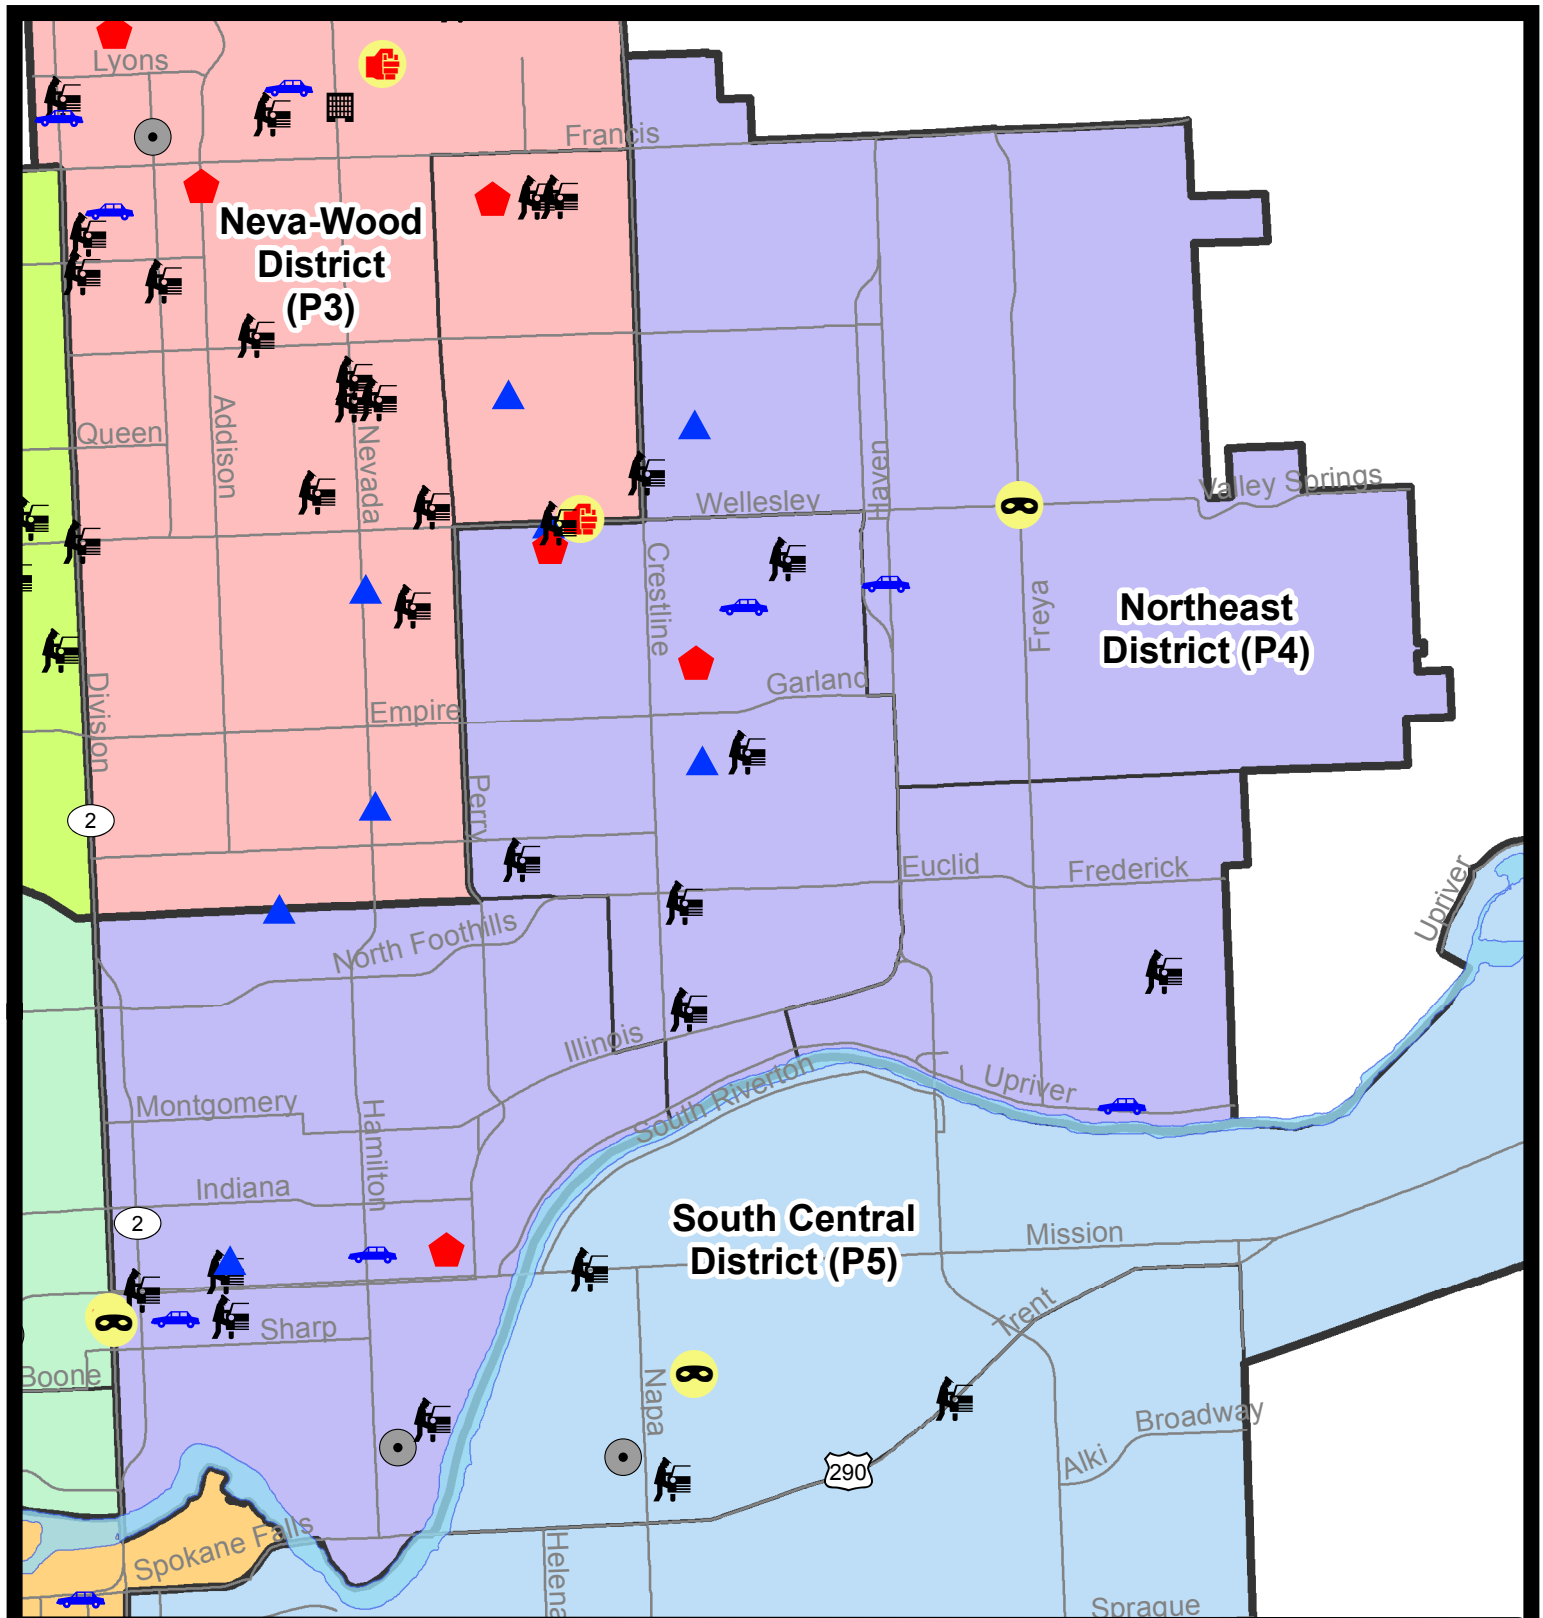 Lyons
Francis
Neva-Wood
District
(P3)
Addison
Queen
Nevada
Haven
Wellesley
Valley Springs
Crestline
Freya
Northeast
District (P4)
Division
Garland
Empire
Perry
2
Euclid
Frederick
Upriver
North Foothills
Illinois
South Riverton
Upriver
Montgomery
Hamilton
Indiana
2
South Central
District (P5)
Mission
Trent
Sharp
Boone
Napa
Broadway
Alki
290
Spokane Falls
Helena
Sprague